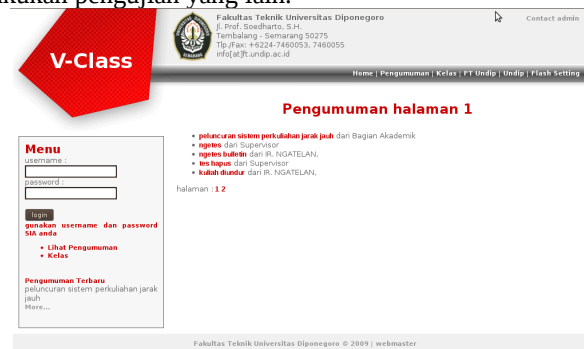 kukan pengujian yang lain.
V-Class
Fakultas Teknik Universitas Diponegoro
Jl. Prof. Soedharto, S.H.
Tembalang - Semarang 50275
Tlp./Fax: +6224-7460053, 7460055
info[at]ft.undip.ac.id
Contact admin
Home | Pengumuman | Kelas | FT Undip | Undip | Flash Setting
Pengumuman halaman 1
peluncuran sistem perkuliahan jarak jauh dari Bagian Akademik
ngetes dari Supervisor
ngetes bulletin dari IR. NGATELAN,
tes hapus dari Supervisor
kuliah diundur dari IR. NGATELAN,
halaman : 1 2
Menu
username :
password :
login
gunakan username dan password
SIA anda
Lihat Pengumuman
Kelas
Pengumuman Terbaru
peluncuran sistem perkuliahan jarak
jauh
More...
Fakultas Teknik Universitas Diponegoro © 2009 | webmaster